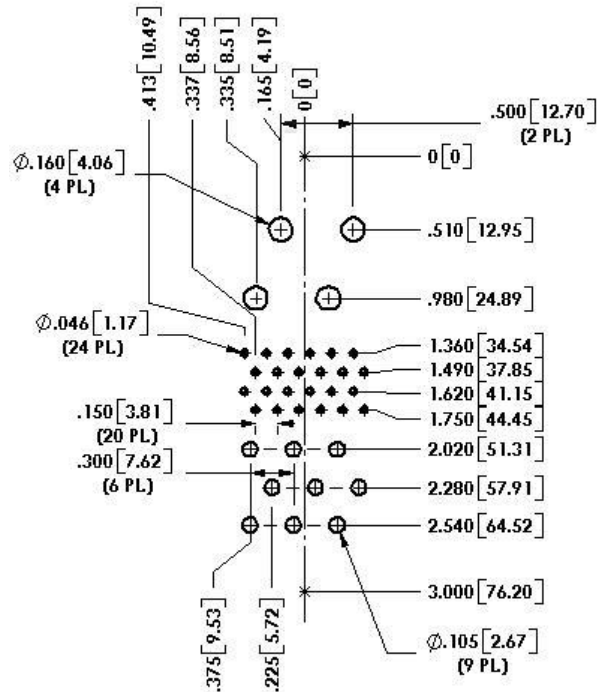 .413[10.49]
.337[8.56]
.335[8.51]
.165[4.19]
0[0]
.500[12.70]
(2 PL)
0[0]
Ø.160[4.06]
(4 PL)
.510[12.95]
.980[24.89]
Ø.046[1.17]
(24 PL)
1.360[34.54]
1.490[37.85]
1.620[41.15]
1.750[44.45]
.150[3.81]
(20 PL)
2.020[51.31]
.300[7.62]
(6 PL)
2.280[57.91]
2.540[64.52]
3.000[76.20]
.375[9.53]
.225[5.72]
Ø.105[2.67]
(9 PL)